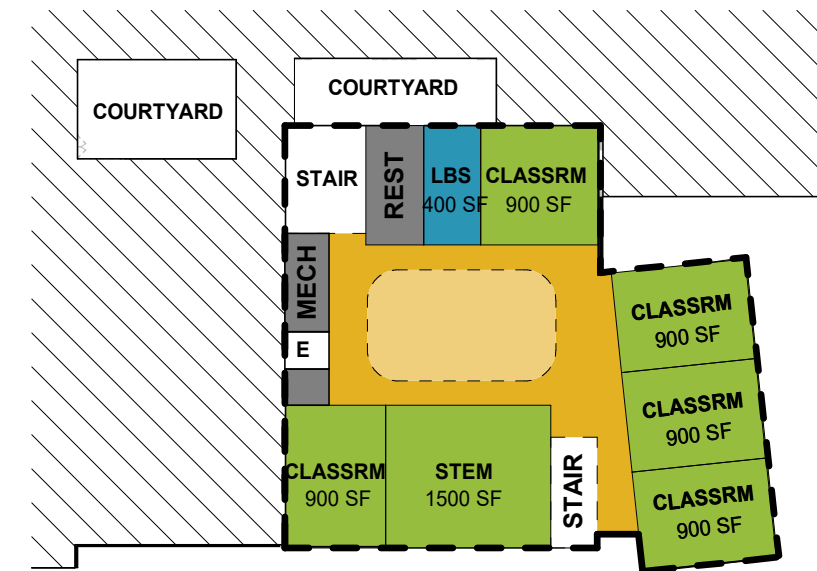 COURTYARD
COURTYARD
STAIR
REST
LBS
400 SF
CLASSRM
900 SF
MECH
E
CLASSRM
900 SF
CLASSRM
900 SF
CLASSRM
900 SF
STEM
1500 SF
STAIR
CLASSRM
900 SF